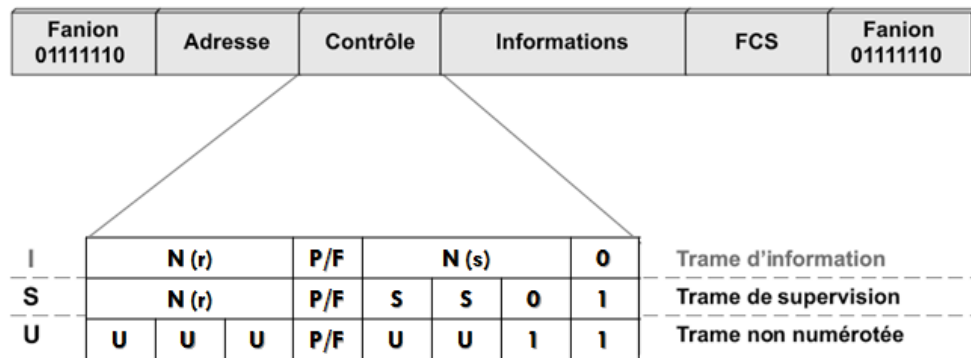 Fanion 01111110 Adresse Contrôle Informations FCS Fanion 01111110
I N (r) P/F N (s) 0 Trame d'information
S N (r) P/F S S 0 1 Trame de supervision
U U U U P/F U U 1 1 Trame non numérotée